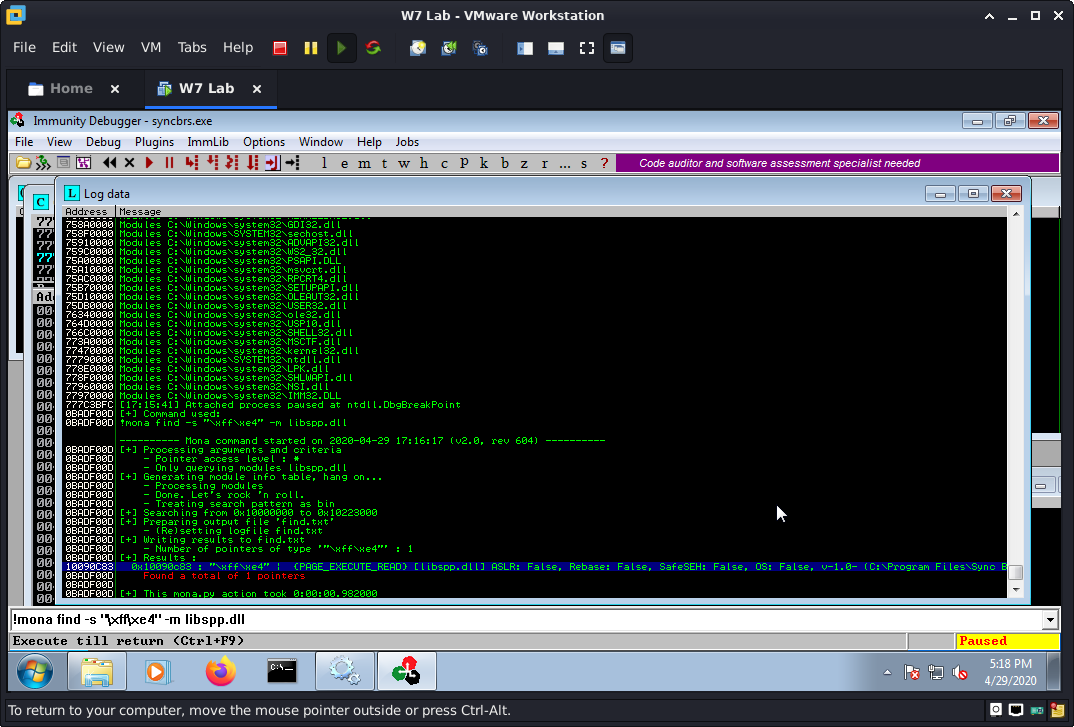 W7 Lab - VMware Workstation
File Edit View VM Tabs Help
Home W7 Lab
Immunity Debugger - syncbrs.exe
File View Debug Plugins ImmLib Options Window Help Jobs
l e m t w h c P k b z r ... s ? Code auditor and software assessment specialist needed
Log data
Address Message
758A0000 Modules C:\Windows\system32\GDI32.dll
758F0000 Modules C:\Windows\SYSTEM32\sechost.dll
75910000 Modules C:\Windows\system32\ADVAPI32.dll
759C0000 Modules C:\Windows\system32\WS2_32.dll
75A00000 Modules C:\Windows\system32\PSAPI.DLL
75A10000 Modules C:\Windows\system32\msvcrt.dll
75AC0000 Modules C:\Windows\system32\RPCRT4.dll
75B70000 Modules C:\Windows\system32\SETUPAPI.dll
75D10000 Modules C:\Windows\system32\OLEAUT32.dll
75DB0000 Modules C:\Windows\system32\USER32.dll
76340000 Modules C:\Windows\system32\ole32.dll
764D0000 Modules C:\Windows\system32\USP10.dll
766C0000 Modules C:\Windows\system32\SHELL32.dll
773A0000 Modules C:\Windows\system32\MSCTF.dll
77470000 Modules C:\Windows\system32\kernel32.dll
77790000 Modules C:\Windows\SYSTEM32\ntdll.dll
778E0000 Modules C:\Windows\system32\LPK.dll
778F0000 Modules C:\Windows\system32\SHLWAPI.dll
77960000 Modules C:\Windows\system32\NSI.dll
77970000 Modules C:\Windows\system32\IMM32.DLL
777C3BFC [17:15:41] Attached process paused at ntdll.DbgBreakPoint
0BADF00D [+] Command used:
0BADF00D !mona find -s "\xff\xe4" -m libspp.dll
---------- Mona command started on 2020-04-29 17:16:17 (v2.0, rev 604) ----------
0BADF00D [+] Processing arguments and criteria
0BADF00D - Pointer access level : *
0BADF00D - Only querying modules libspp.dll
0BADF00D [+] Generating module info table, hang on...
0BADF00D - Processing modules
0BADF00D - Done. Let's rock 'n roll.
0BADF00D - Treating search pattern as bin
0BADF00D [+] Searching from 0x10000000 to 0x10223000
0BADF00D [+] Preparing output file 'find.txt'
0BADF00D - (Re)setting logfile find.txt
0BADF00D [+] Writing results to find.txt
0BADF00D - Number of pointers of type '"\xff\xe4"' : 1
0BADF00D [+] Results :
10090C83 0x10090c83 : "\xff\xe4" | {PAGE_EXECUTE_READ} [libspp.dll] ASLR: False, Rebase: False, SafeSEH: False, OS: False, v-1.0- (C:\Program Files\Sync B
0BADF00D Found a total of 1 pointers
0BADF00D
0BADF00D [+] This mona.py action took 0:00:00.982000
!mona find -s "\xff\xe4" -m libspp.dll
Execute till return (Ctrl+F9) Paused
5:18 PM
4/29/2020
To return to your computer, move the mouse pointer outside or press Ctrl-Alt.